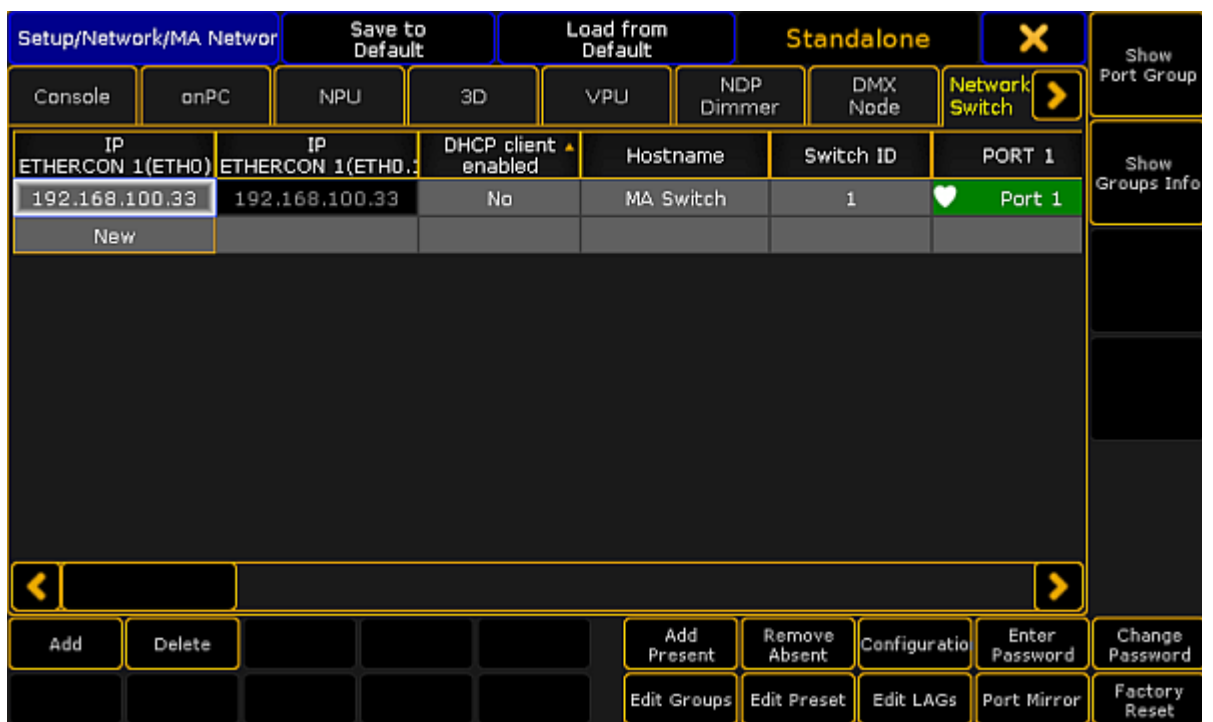 Setup/Network/MA Networ
Save to
Default
Load from
Default
Standalone
Show
Port Group
Console
onPC
NPU
3D
VPU
NDP
Dimmer
DMX
Node
Network
Switch
IP
ETHERCON 1(ETH0)
IP
ETHERCON 1(ETH0.
DHCP client
enabled
Hostname
Switch ID
PORT 1
Show
Groups Info
192.168.100.33
192.168.100.33
No
MA Switch
1
Port 1
New
Add
Delete
Add
Present
Remove
Absent
Configuratio
Enter
Password
Change
Password
Edit Groups
Edit Preset
Edit LAGs
Port Mirror
Factory
Reset